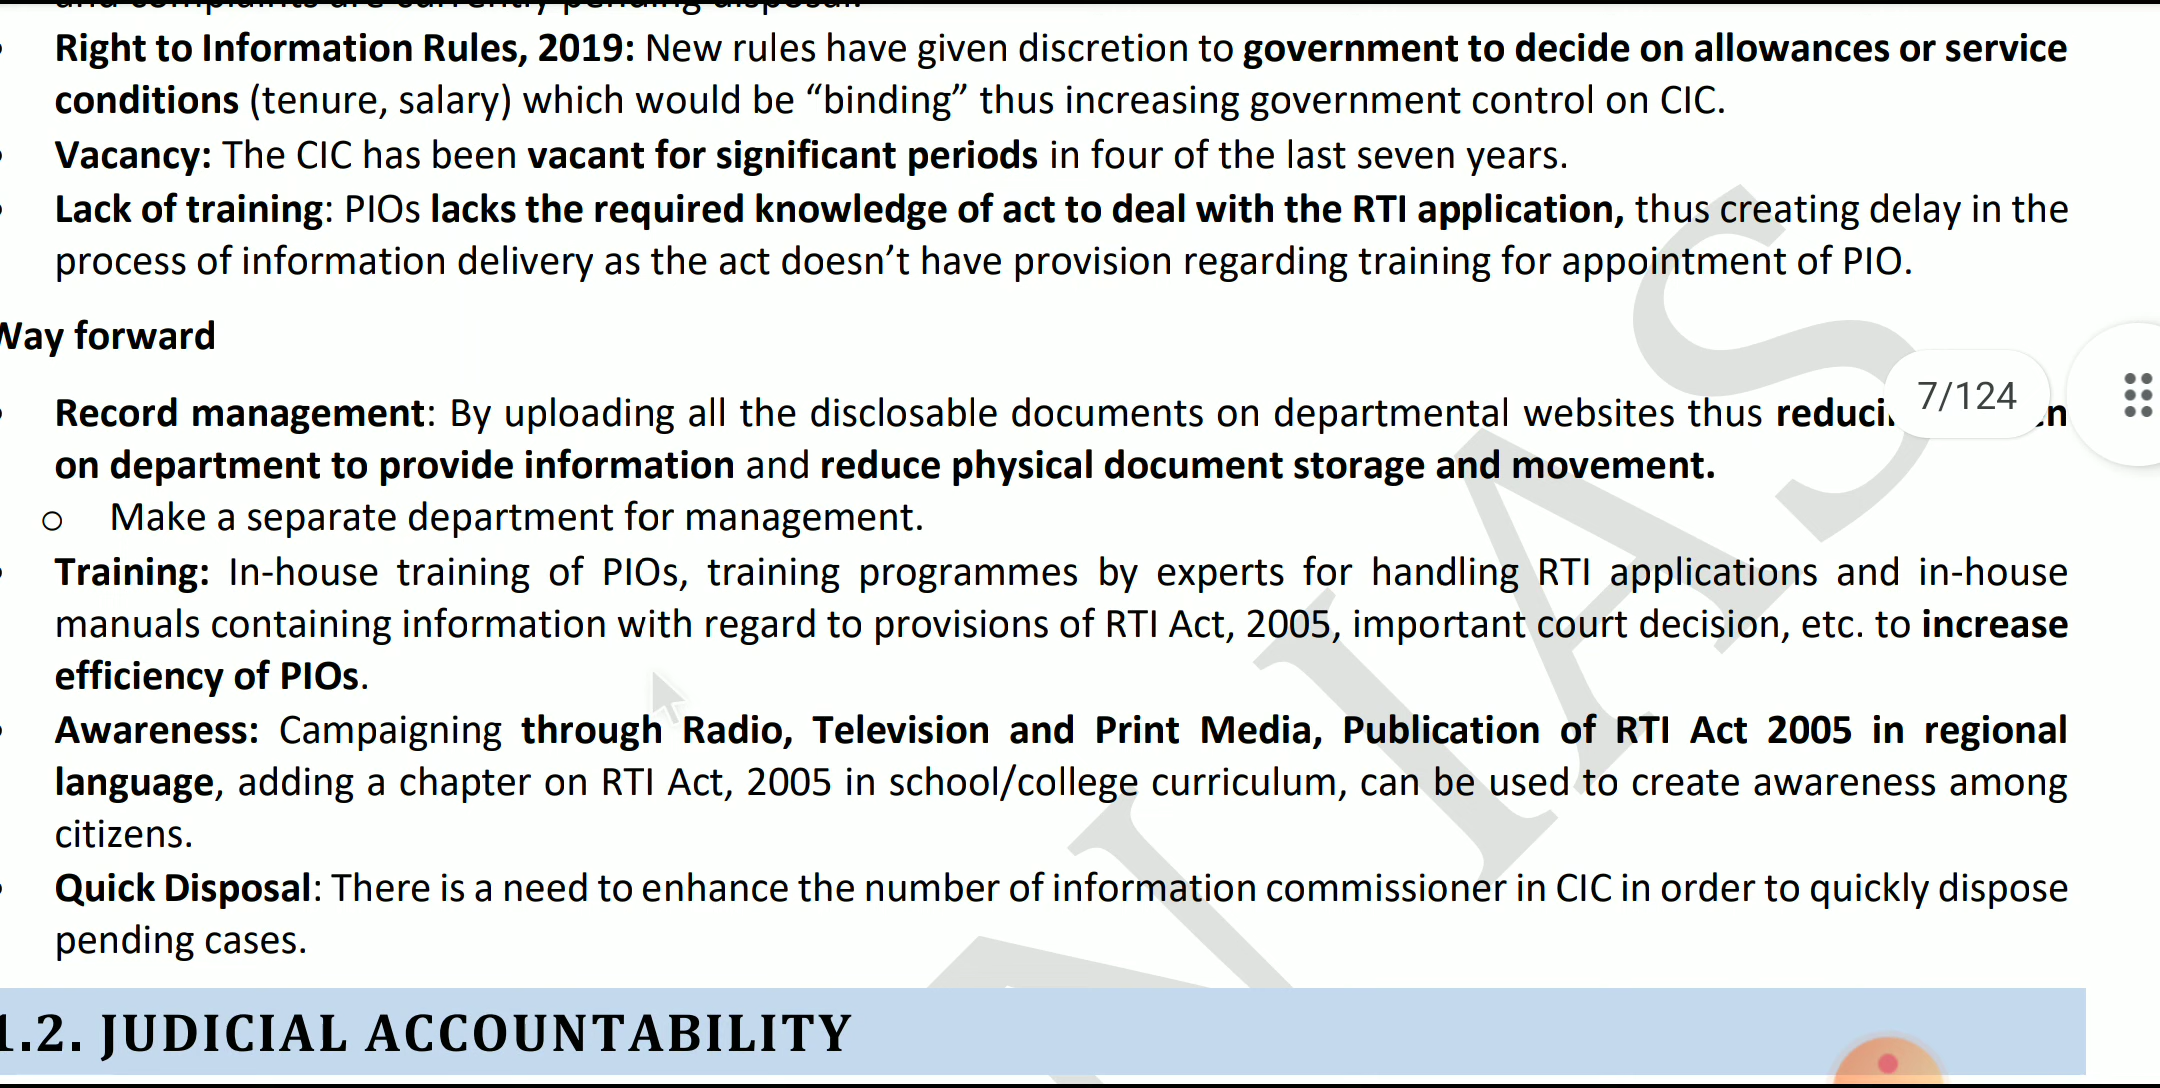 and complaints are currently pending disposal.
Right to Information Rules, 2019: New rules have given discretion to government to decide on allowances or service
conditions (tenure, salary) which would be “binding” thus increasing government control on CIC.
Vacancy: The CIC has been vacant for significant periods in four of the last seven years.
Lack of training: PIOs lacks the required knowledge of act to deal with the RTI application, thus creating delay in the
process of information delivery as the act doesn’t have provision regarding training for appointment of PIO.
Way forward
Record management: By uploading all the disclosable documents on departmental websites thus
7/124
on department to provide information and reduce physical document storage and movement.
o Make a separate department for management.
Training: In-house training of PIOs, training programmes by experts for handling RTI applications and in-house
manuals containing information with regard to provisions of RTI Act, 2005, important court decision, etc. to increase
efficiency of PIOs.
Awareness: Campaigning through Radio, Television and Print Media, Publication of RTI Act 2005 in regional
language, adding a chapter on RTI Act, 2005 in school/college curriculum, can be used to create awareness among
citizens.
Quick Disposal: There is a need to enhance the number of information commissioner in CIC in order to quickly dispose
pending cases.
1.2. JUDICIAL ACCOUNTABILITY
IAS